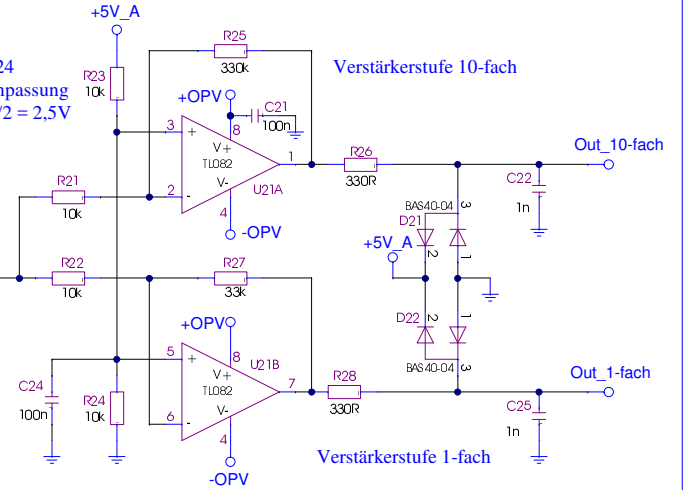 +5V_A
R25
330k
Verstärkerstufe 10-fach
24
npassung
/2 = 2,5V
R23
10k
+OPV
C21
100n
8
3
+
V+
TL082
V-
1
U21A
2
-
4
-OPV
R21
10k
R26
330R
Out_10-fach
C22
1n
BAS40-04
3
D21
2
1
+5V_A
R22
10k
R27
33k
+OPV
8
U21B
5
+
V+
TL082
V-
7
6
-
4
-OPV
D22
2
1
BAS40-04
3
C24
100n
R24
10k
R28
330R
Out_1-fach
C25
1n
Verstärkerstufe 1-fach